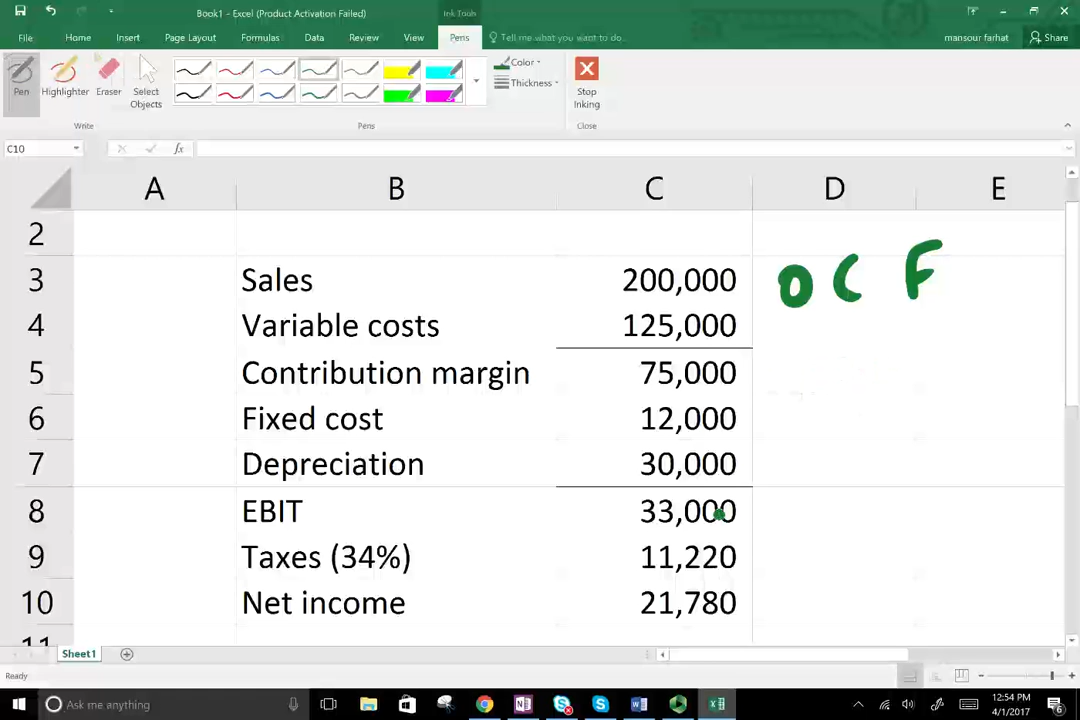 Book1 - Excel (Product Activation Failed)
Ink Tools
File Home Insert Page Layout Formulas Data Review View Pens Tell me what you want to do... mansour farhat Share
Pen Highlighter Eraser Select Objects Color Thickness Stop Inking
Write Pens Close
C10 fx
A B C D E
2
3 Sales 200,000 O C F
4 Variable costs 125,000
5 Contribution margin 75,000
6 Fixed cost 12,000
7 Depreciation 30,000
8 EBIT 33,000
9 Taxes (34%) 11,220
10 Net income 21,780
11
Sheet1
Ready
Ask me anything 12:54 PM
4/1/2017 6